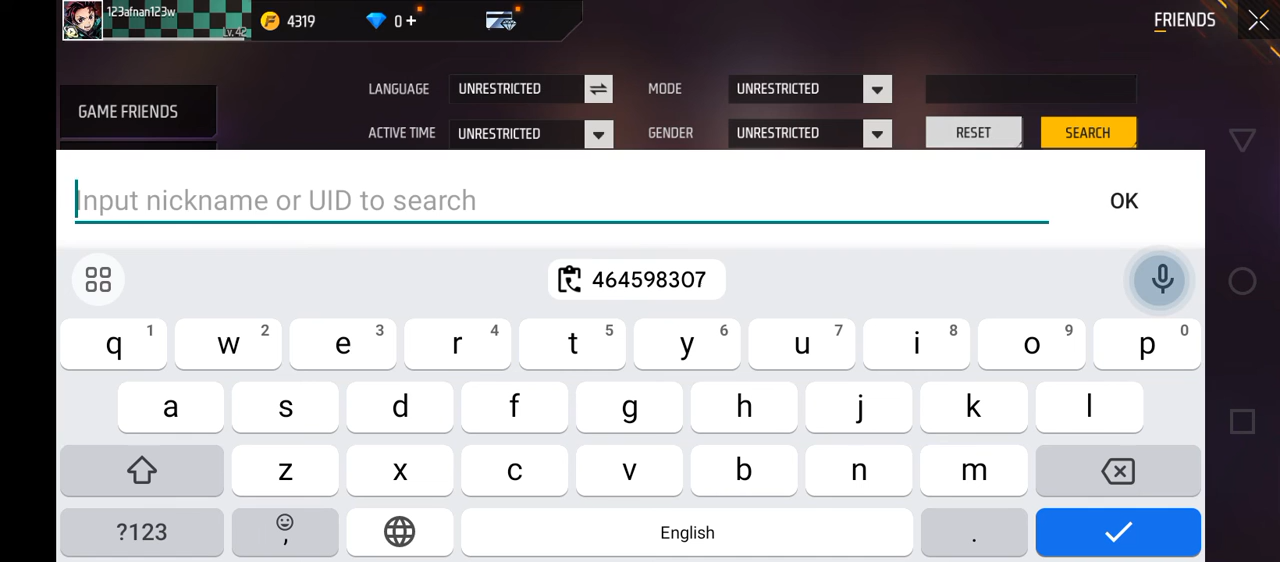 123afnan123w
Lv. 42
4319
0 +
FRIENDS
GAME FRIENDS
LANGUAGE UNRESTRICTED MODE UNRESTRICTED
ACTIVE TIME UNRESTRICTED GENDER UNRESTRICTED RESET SEARCH
Input nickname or UID to search
OK
464598307
q 1 w 2 e 3 r 4 t 5 y 6 u 7 i 8 o 9 p 0
a s d f g h j k l
z x c v b n m
?123 , English .